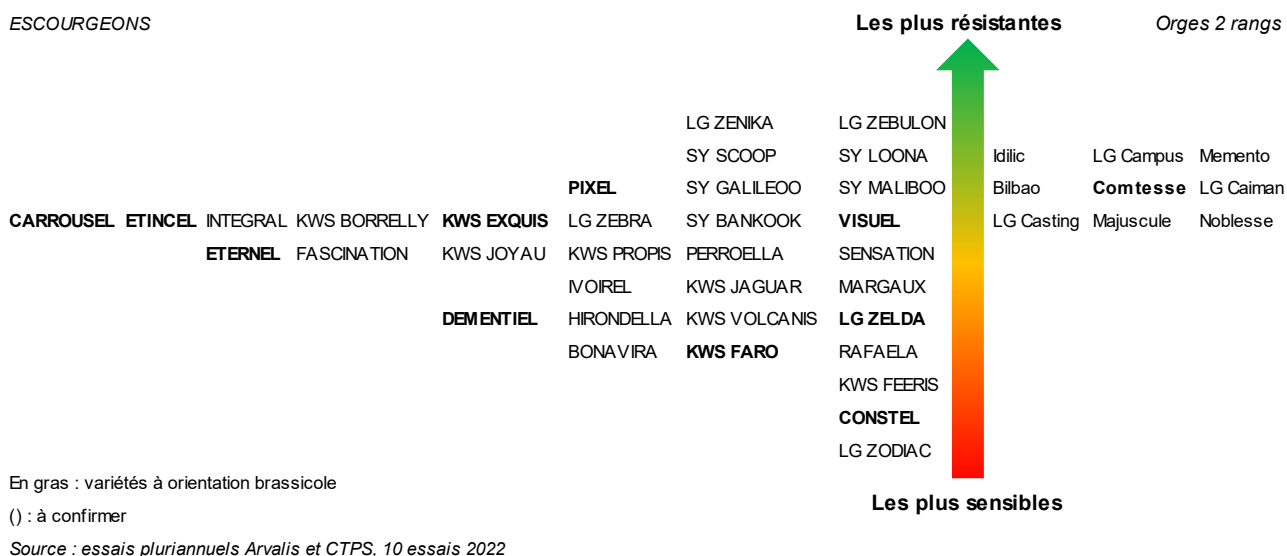 ESCOURGEONS Les plus résistantes Orges 2 rangs
LG ZENIKA LG ZEBULON
SY SCOOP SY LOONA Idilic LG Campus Memento
PIXEL SY GALILEOO SY MALIBOO Bilbao Comtesse LG Caiman
CARROUSEL ETINCEL INTEGRAL KWS BORRELLY KWS EXQUIS LG ZEBRA SY BANKOOK VISUEL LG Casting Majuscule Noblesse
ETERNEL FASCINATION KWS JOYAU KWS PROPIS PERROELLA SENSATION
IVOIREL KWS JAGUAR MARGAUX
DEMENTIEL HIRONDELLA KWS VOLCANIS LG ZELDA
BONAVIRA KWS FARO RAFAELA
KWS FEERIS
CONSTEL
LG ZODIAC
En gras : variétés à orientation brassicole
Les plus sensibles
() : à confirmer
Source : essais pluriannuels Arvalis et CTPS, 10 essais 2022